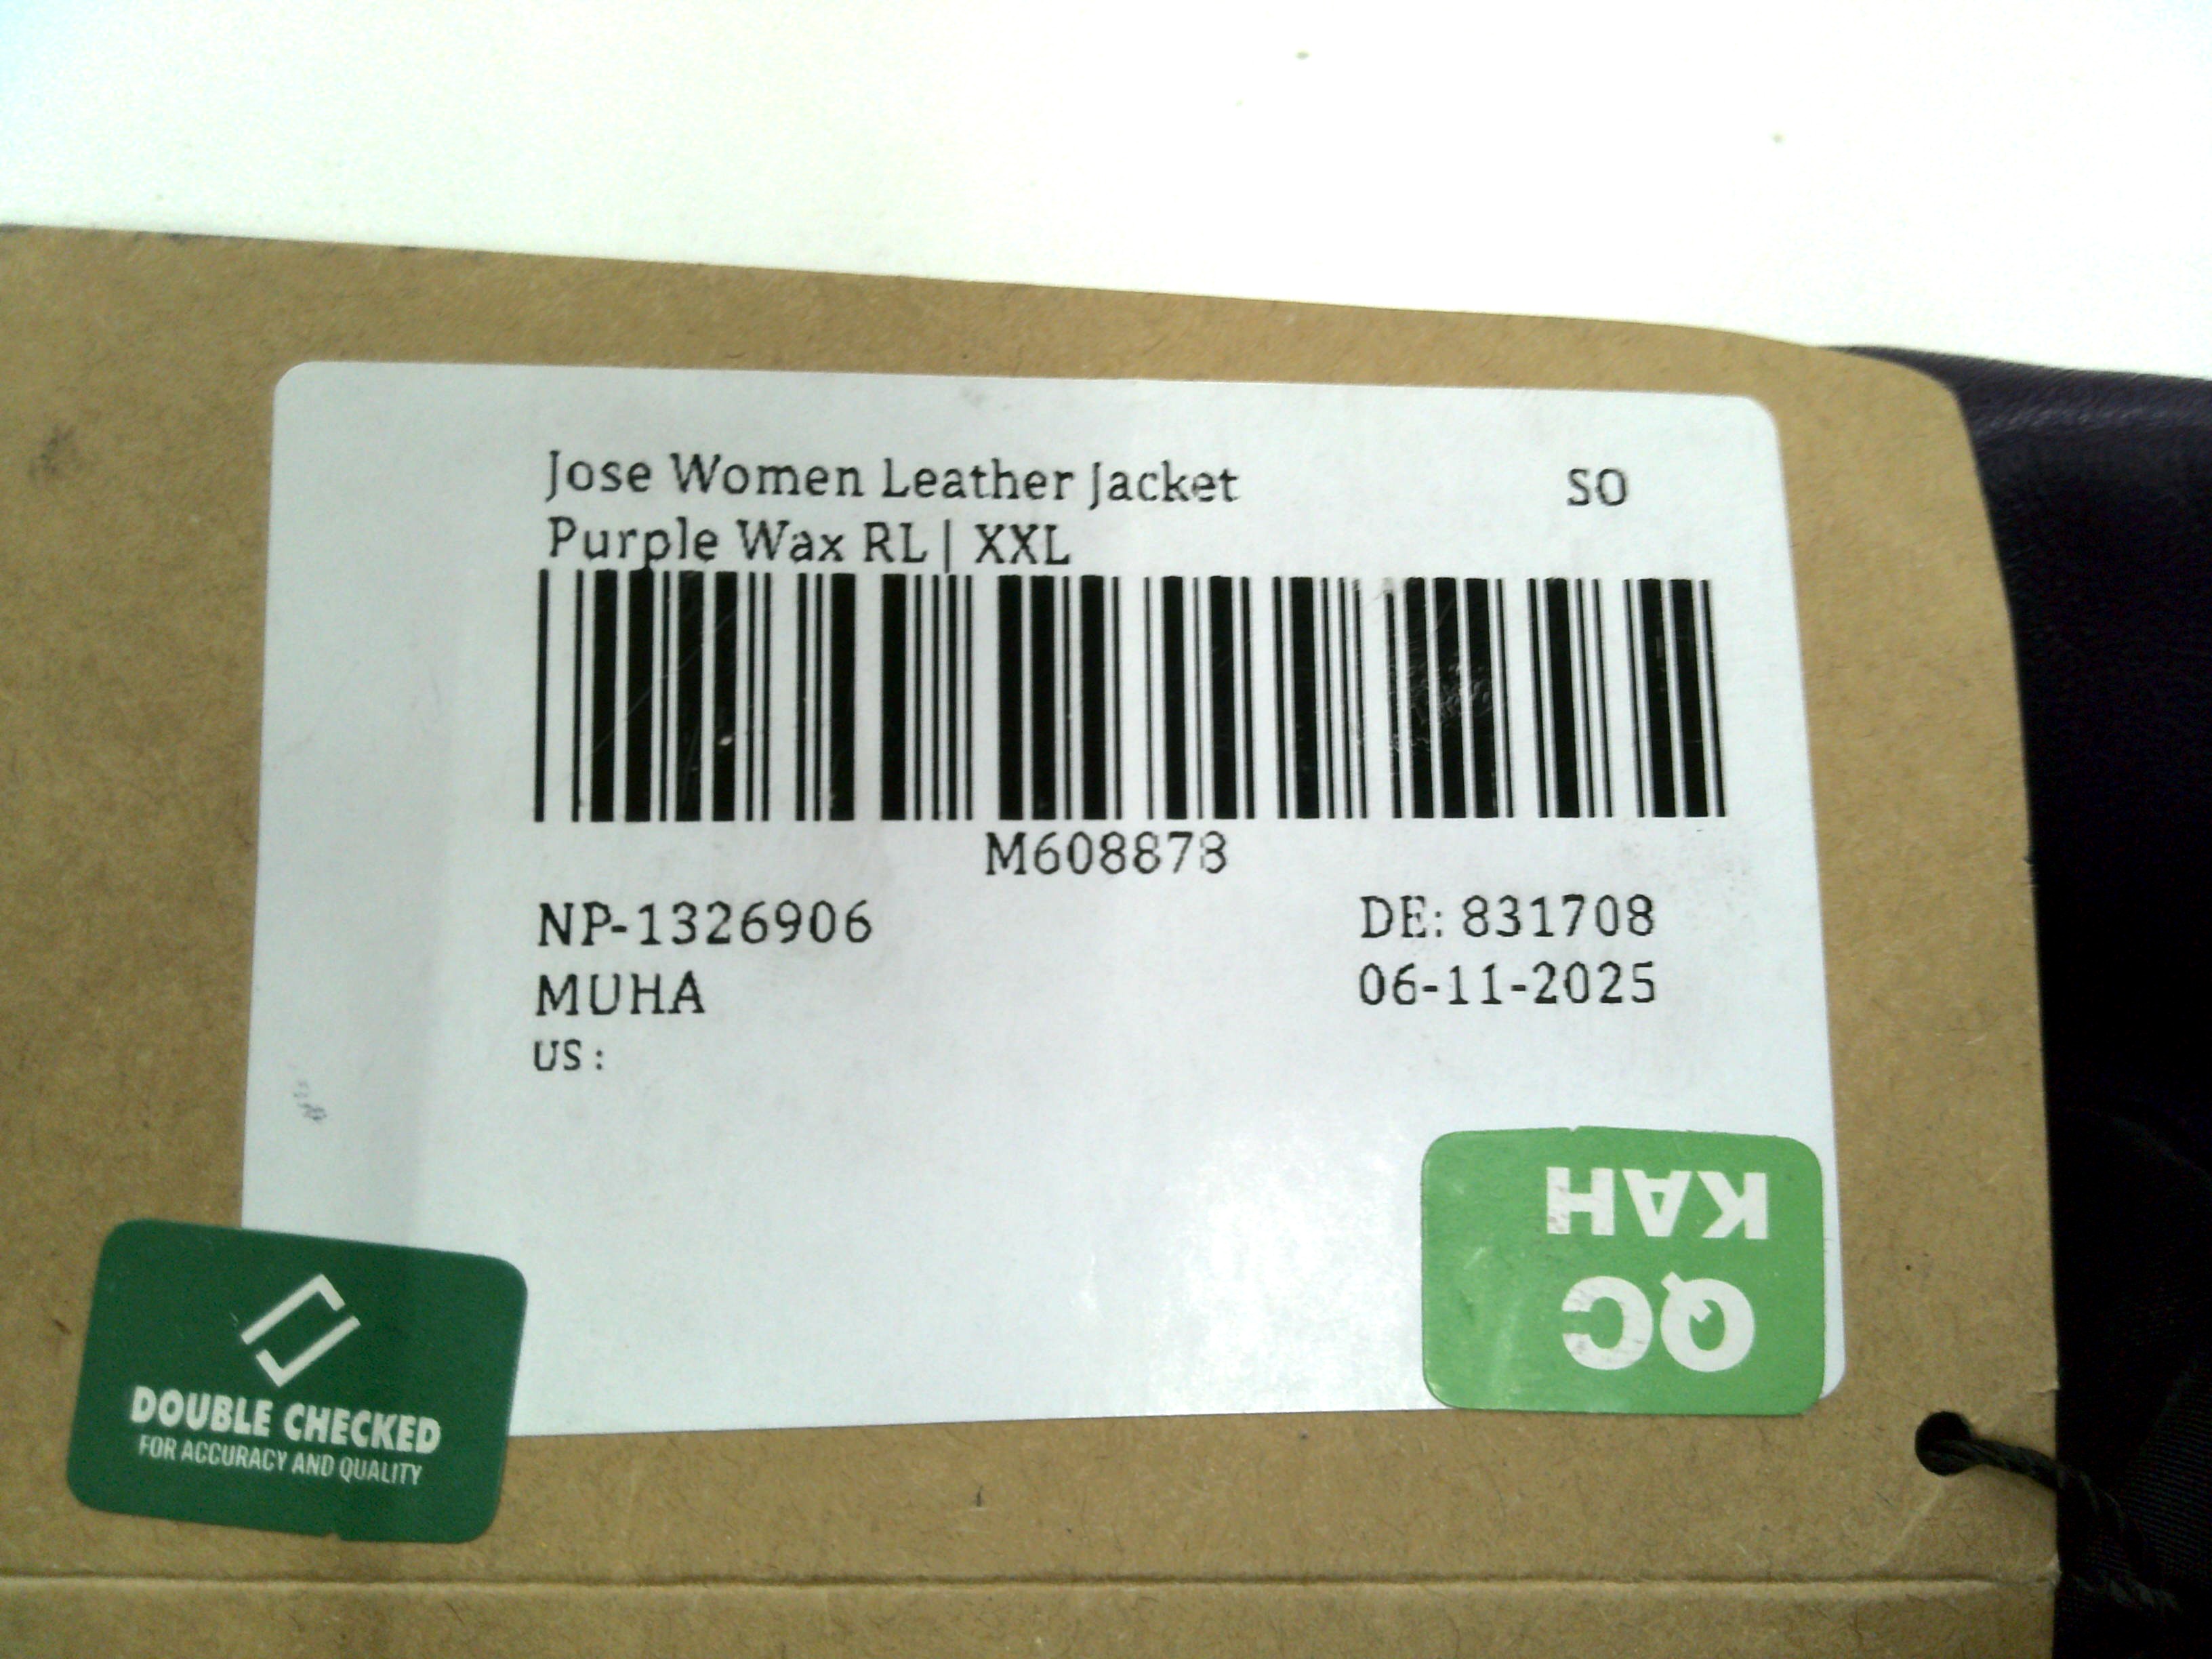 Jose Women Leather Jacket
SO
Purple Wax RL | XXL
M608878
NP-1326906
DE: 831708
MUHA
06-11-2025
US :
QC
KAH
DOUBLE CHECKED
FOR ACCURACY AND QUALITY